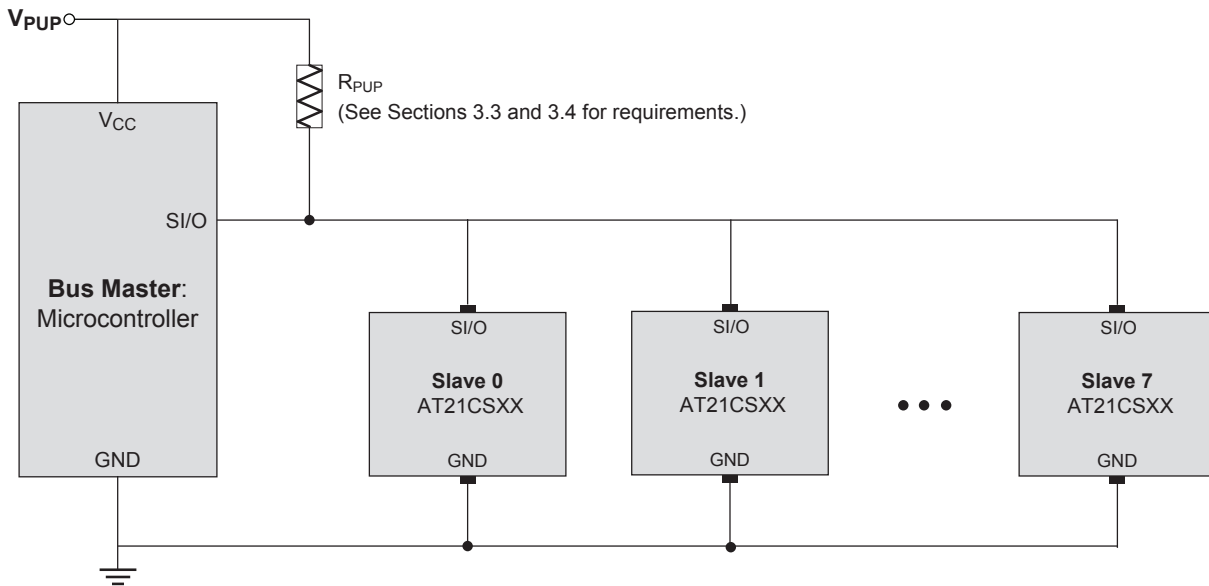 VPUP
RPUP
(See Sections 3.3 and 3.4 for requirements.)
VCC
SI/O
Bus Master:
Microcontroller
GND
SI/O
Slave 0
AT21CSXX
GND
SI/O
Slave 1
AT21CSXX
GND
SI/O
Slave 7
AT21CSXX
GND